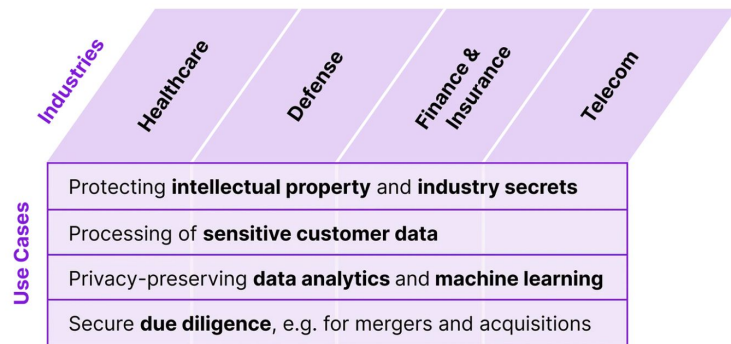 Industries
Healthcare
Defense
Finance &
Insurance
Telecom
Use Cases
Protecting intellectual property and industry secrets
Processing of sensitive customer data
Privacy-preserving data analytics and machine learning
Secure due diligence, e.g. for mergers and acquisitions